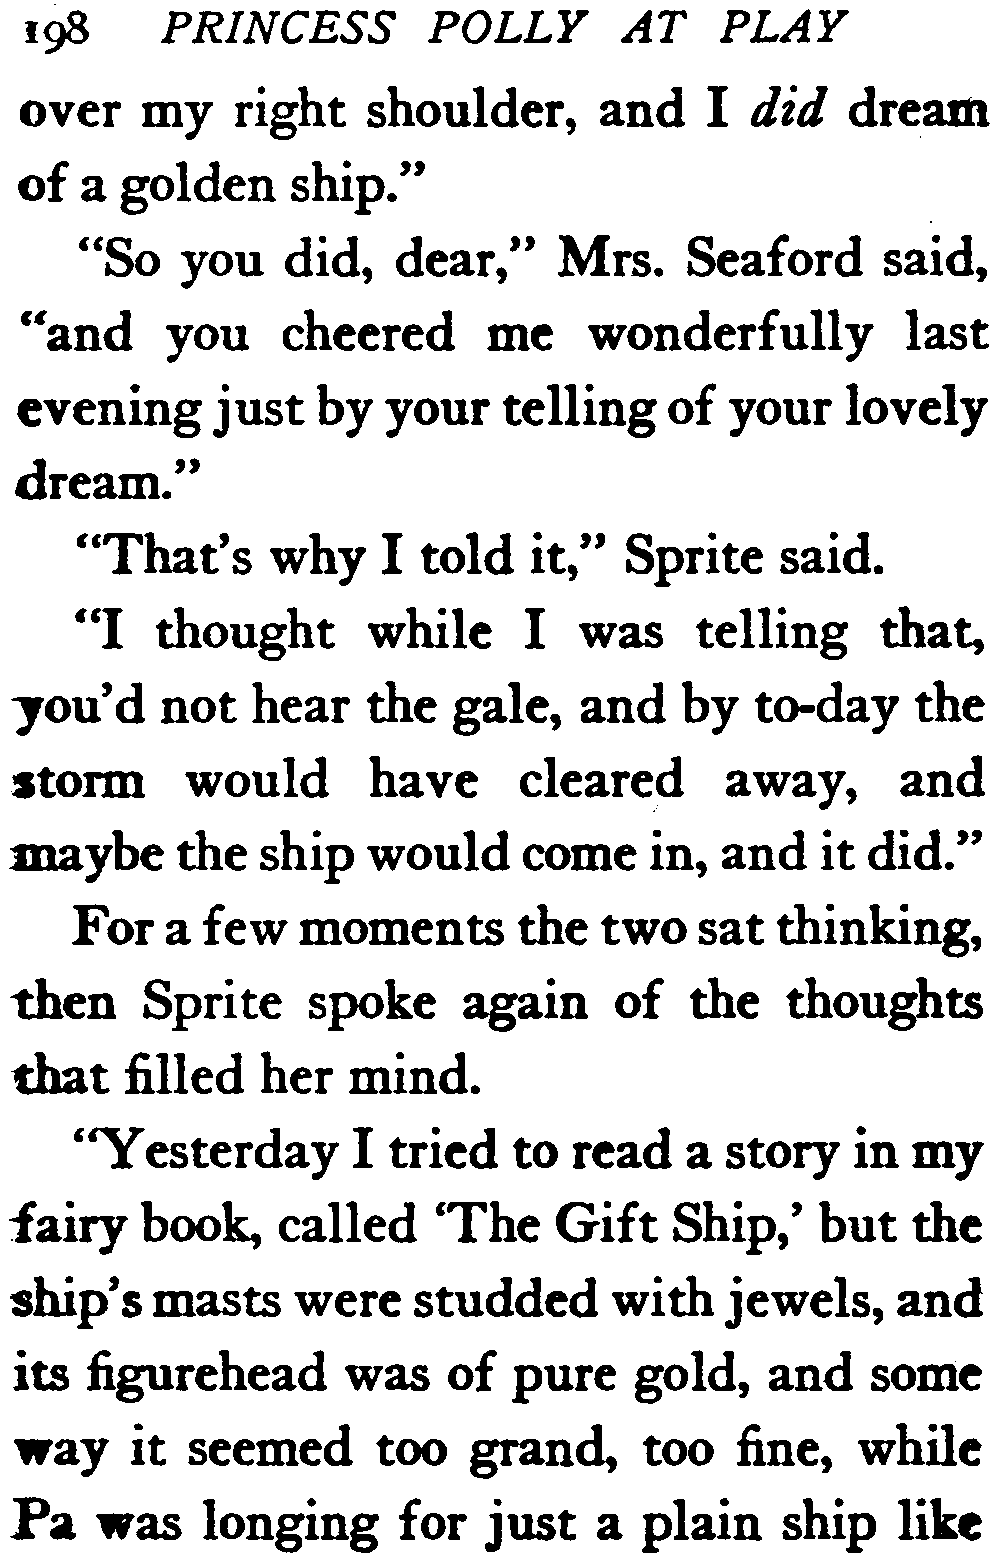 198 PRINCESS POLLY AT PLAY
over my right shoulder, and I did dream
of a golden ship."
"So you did, dear," Mrs. Seaford said,
"and you cheered me wonderfully last
evening just by your telling of your lovely
dream."
"That's why I told it," Sprite said.
"I thought while I was telling that,
you'd not hear the gale, and by to-day the
storm would have cleared away, and
maybe the ship would come in, and it did."
For a few moments the two sat thinking,
then Sprite spoke again of the thoughts
that filled her mind.
"Yesterday I tried to read a story in my
fairy book, called 'The Gift Ship,' but the
ship's masts were studded with jewels, and
its figurehead was of pure gold, and some
way it seemed too grand, too fine, while
Pa was longing for just a plain ship like